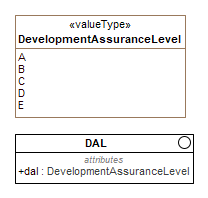 «valueType»
DevelopmentAssuranceLevel
A
B
C
D
E
DAL
attributes
+dal : DevelopmentAssuranceLevel